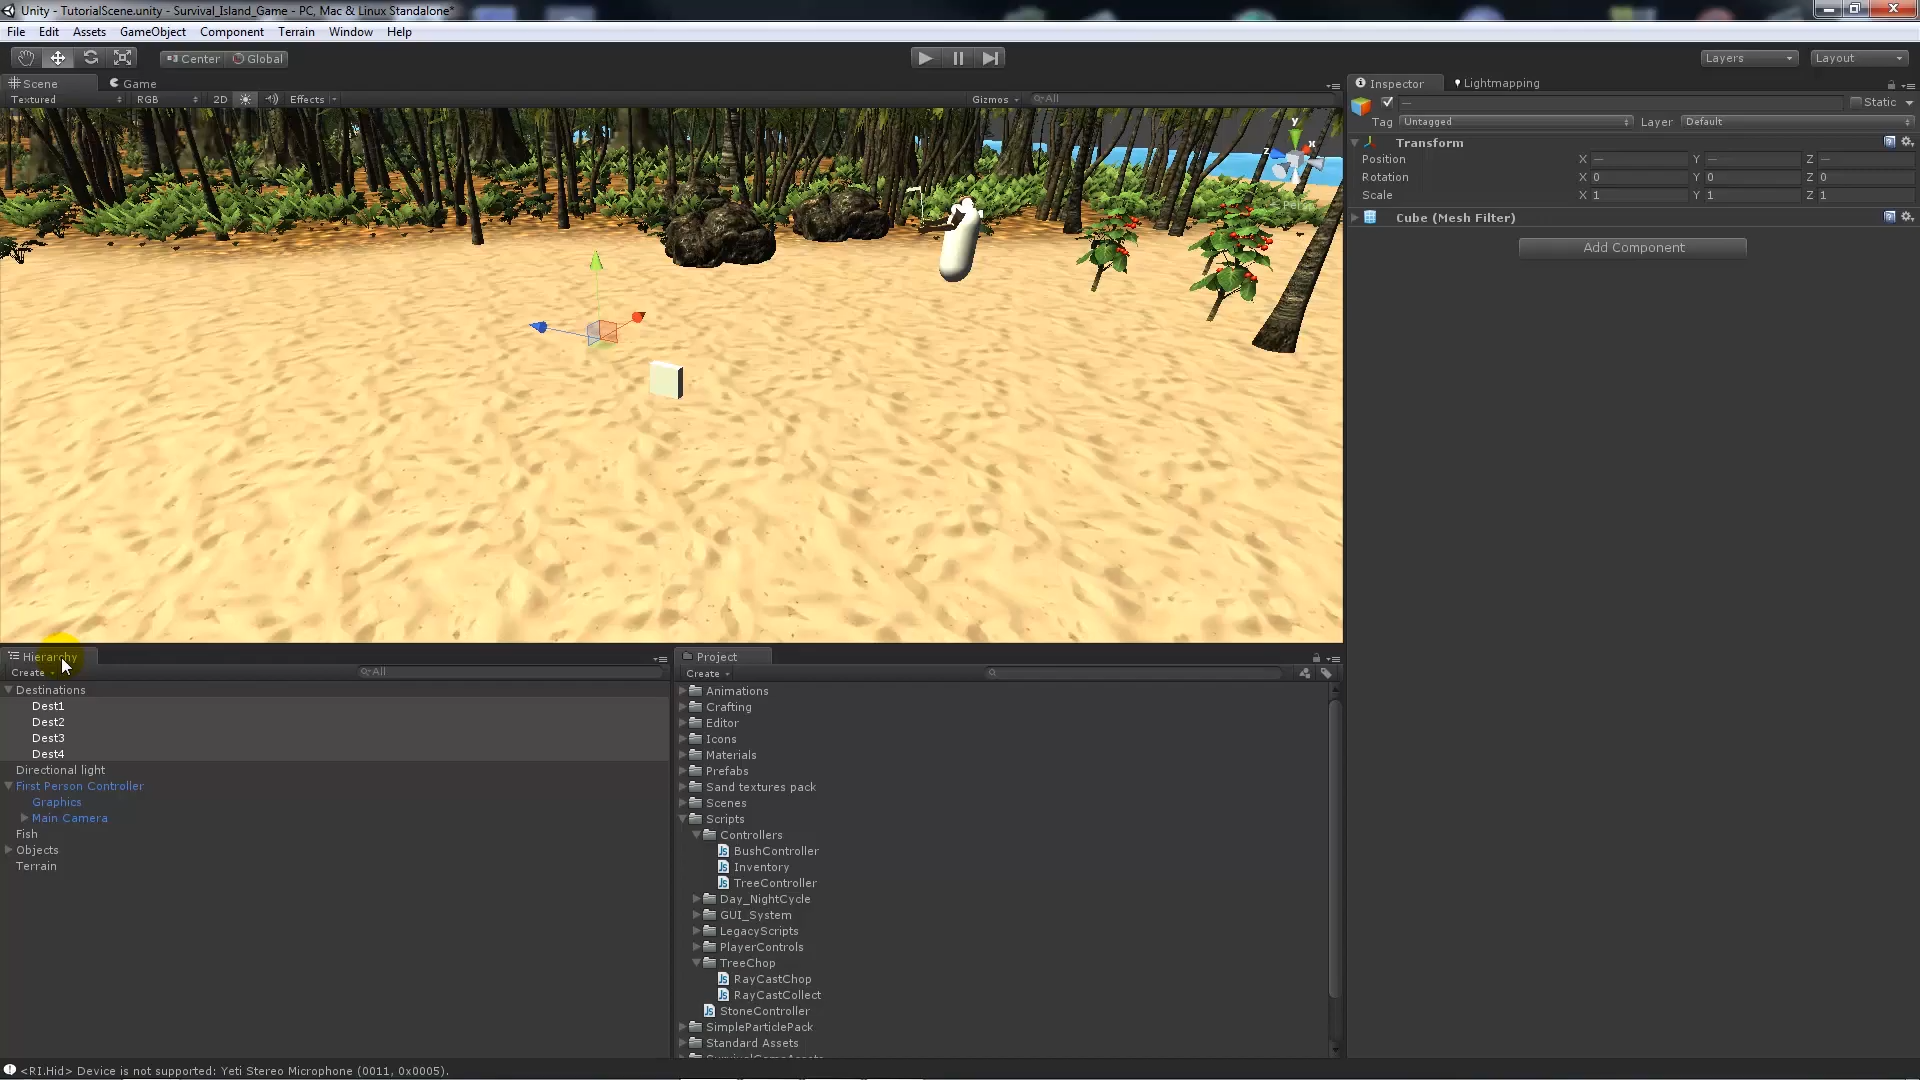 Unity - TutorialScene.unity - Survival_Island_Game - PC, Mac & Linux Standalone*
File Edit Assets GameObject Component Terrain Window Help
Center Global Layers Layout
Scene Game Inspector Lightmapping
Textured RGB 2D Effects Gizmos All
Static
Tag Untagged Layer Default
Transform
Position X — Y — Z —
Rotation X 0 Y 0 Z 0
Scale X 1 Y 1 Z 1
Cube (Mesh Filter)
Add Component
y
x
z
Persp
Hierarchy
Create All
Destinations
Dest1
Dest2
Dest3
Dest4
Directional light
First Person Controller
Graphics
Main Camera
Fish
Objects
Terrain
Project
Create
Animations
Crafting
Editor
Icons
Materials
Prefabs
Sand textures pack
Scenes
Scripts
Controllers
BushController
Inventory
TreeController
Day_NightCycle
GUI_System
LegacyScripts
PlayerControls
TreeChop
RayCastChop
RayCastCollect
StoneController
SimpleParticlePack
Standard Assets
<RI.Hid> Device is not supported: Yeti Stereo Microphone (0011, 0x0005).